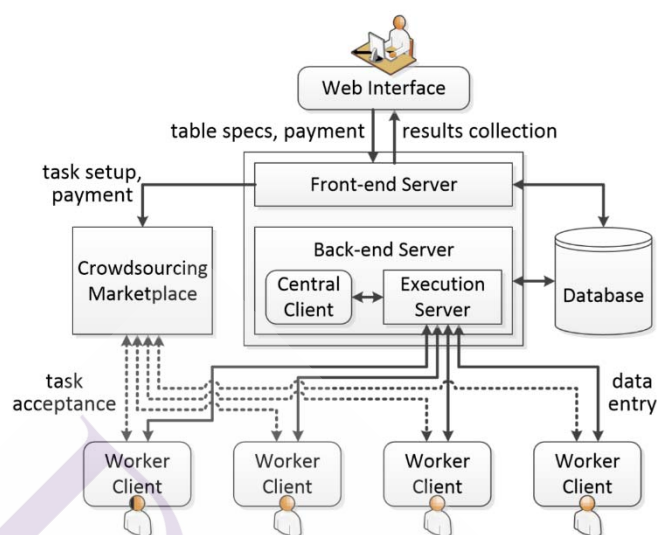 Web Interface
table specs, payment
results collection
task setup,
payment
Front-end Server
Back-end Server
Crowdsourcing
Marketplace
Central
Client
Execution
Server
Database
task
acceptance
data
entry
Worker
Client
Worker
Client
Worker
Client
Worker
Client